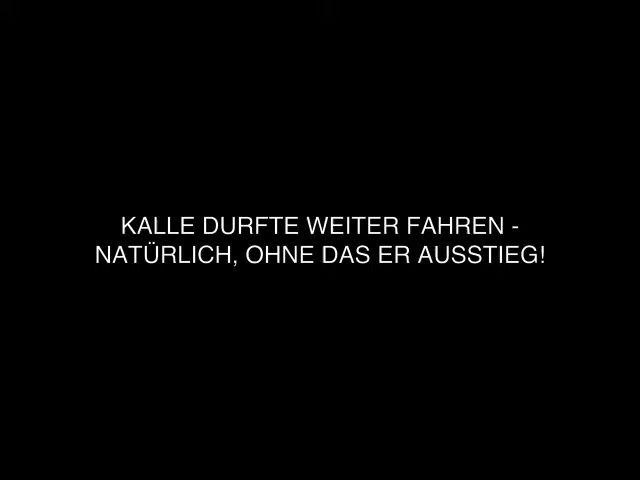 KALLE DURFTE WEITER FAHREN -
NATÜRLICH, OHNE DAS ER AUSSTIEG!